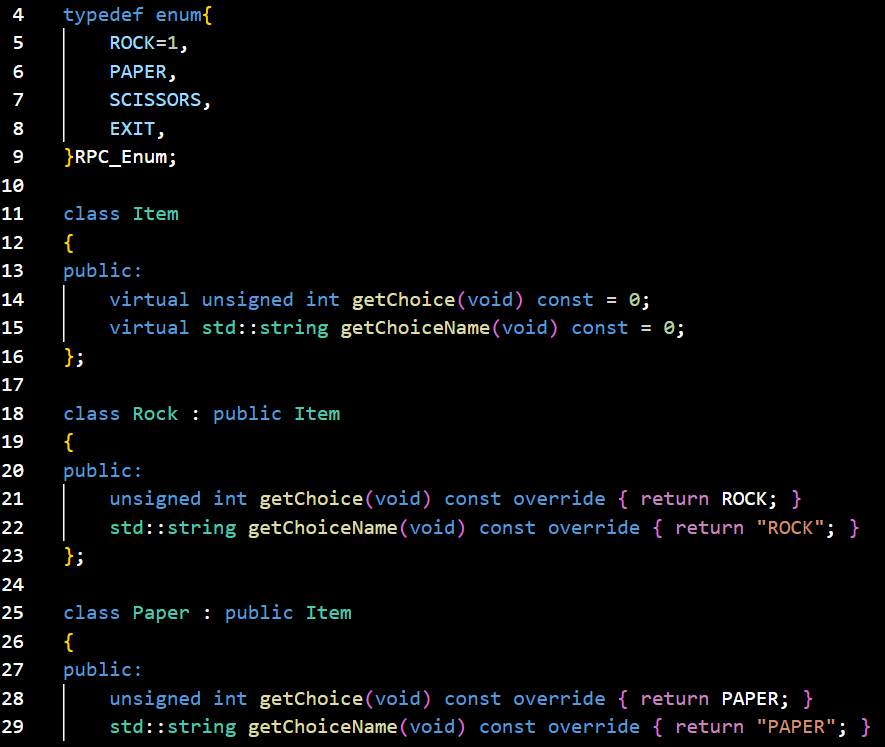 4 typedef enum{
5     ROCK=1,
6     PAPER,
7     SCISSORS,
8     EXIT,
9 }RPC_Enum;
10
11 class Item
12 {
13 public:
14     virtual unsigned int getChoice(void) const = 0;
15     virtual std::string getChoiceName(void) const = 0;
16 };
17
18 class Rock : public Item
19 {
20 public:
21     unsigned int getChoice(void) const override { return ROCK; }
22     std::string getChoiceName(void) const override { return "ROCK"; }
23 };
24
25 class Paper : public Item
26 {
27 public:
28     unsigned int getChoice(void) const override { return PAPER; }
29     std::string getChoiceName(void) const override { return "PAPER"; }